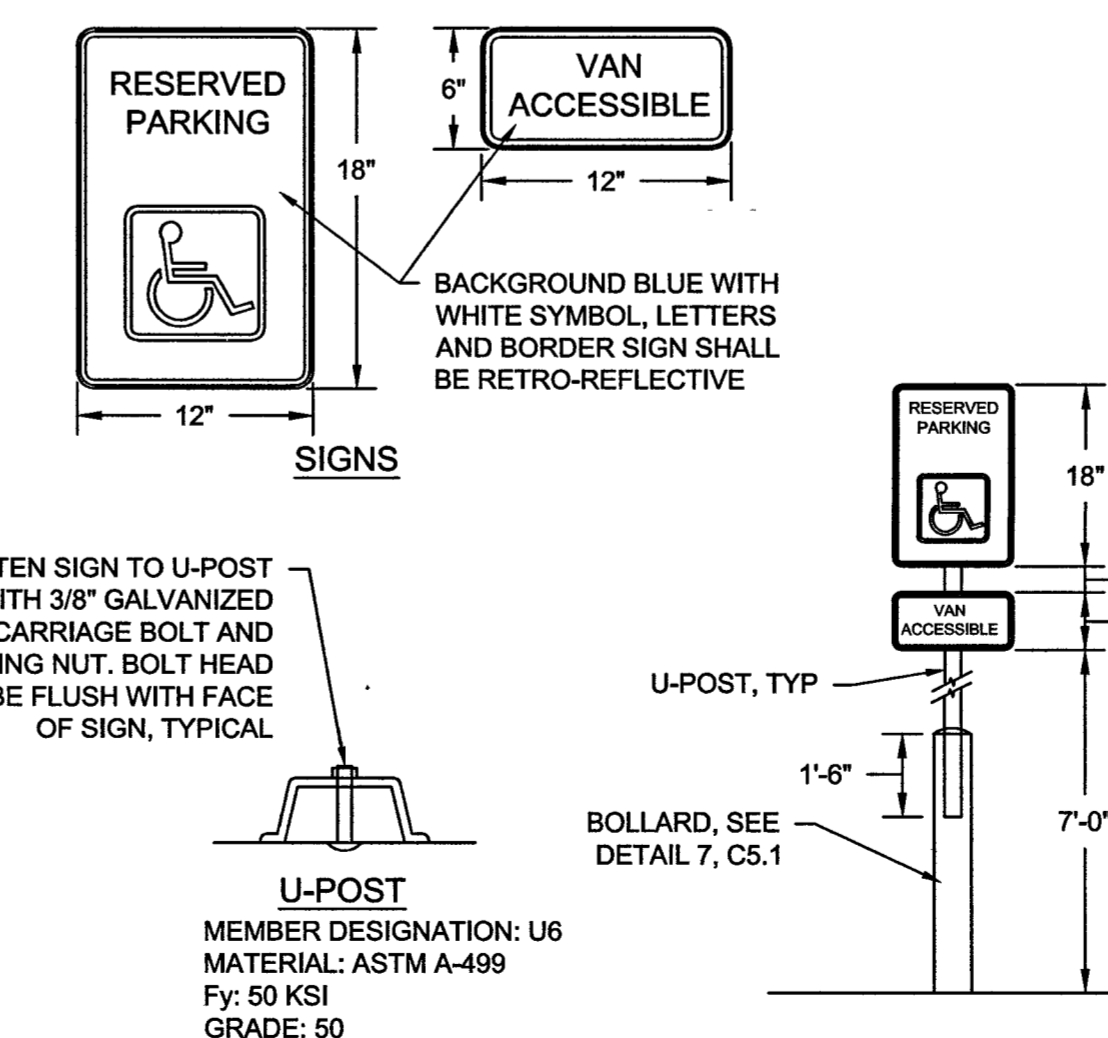 RESERVED
PARKING
18"
12"
VAN
ACCESSIBLE
6"
12"
BACKGROUND BLUE WITH
WHITE SYMBOL, LETTERS
AND BORDER SIGN SHALL
BE RETRO-REFLECTIVE
SIGNS
TEN SIGN TO U-POST
ITH 3/8" GALVANIZED
CARRIAGE BOLT AND
ING NUT. BOLT HEAD
BE FLUSH WITH FACE
OF SIGN, TYPICAL
U-POST
MEMBER DESIGNATION: U6
MATERIAL: ASTM A-499
Fy: 50 KSI
GRADE: 50
RESERVED
PARKING
18"
VAN
ACCESSIBLE
U-POST, TYP
1'-6"
BOLLARD, SEE
DETAIL 7, C5.1
7'-0"